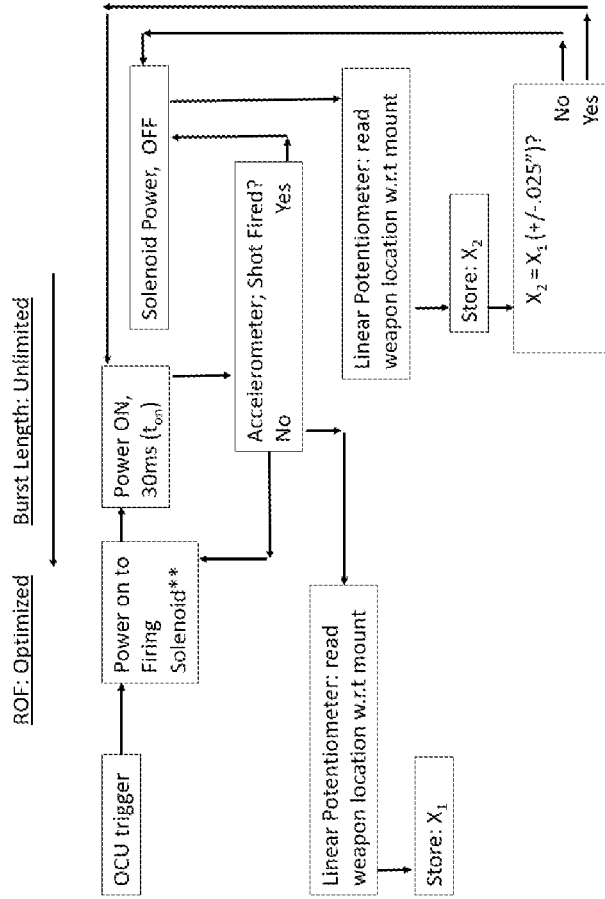 ROF: Optimized
Burst Length: Unlimited
OCU trigger
Power on to
Firing
Solenoid**
Power ON,
30ms (t_on)
Solenoid Power, OFF
Accelerometer; Shot Fired?
No
Yes
Linear Potentiometer: read
weapon location w.r.t mount
Store: X₁
Linear Potentiometer: read
weapon location w.r.t mount
Store: X₂
X₂ = X₁ (+/-.025")?
No
Yes